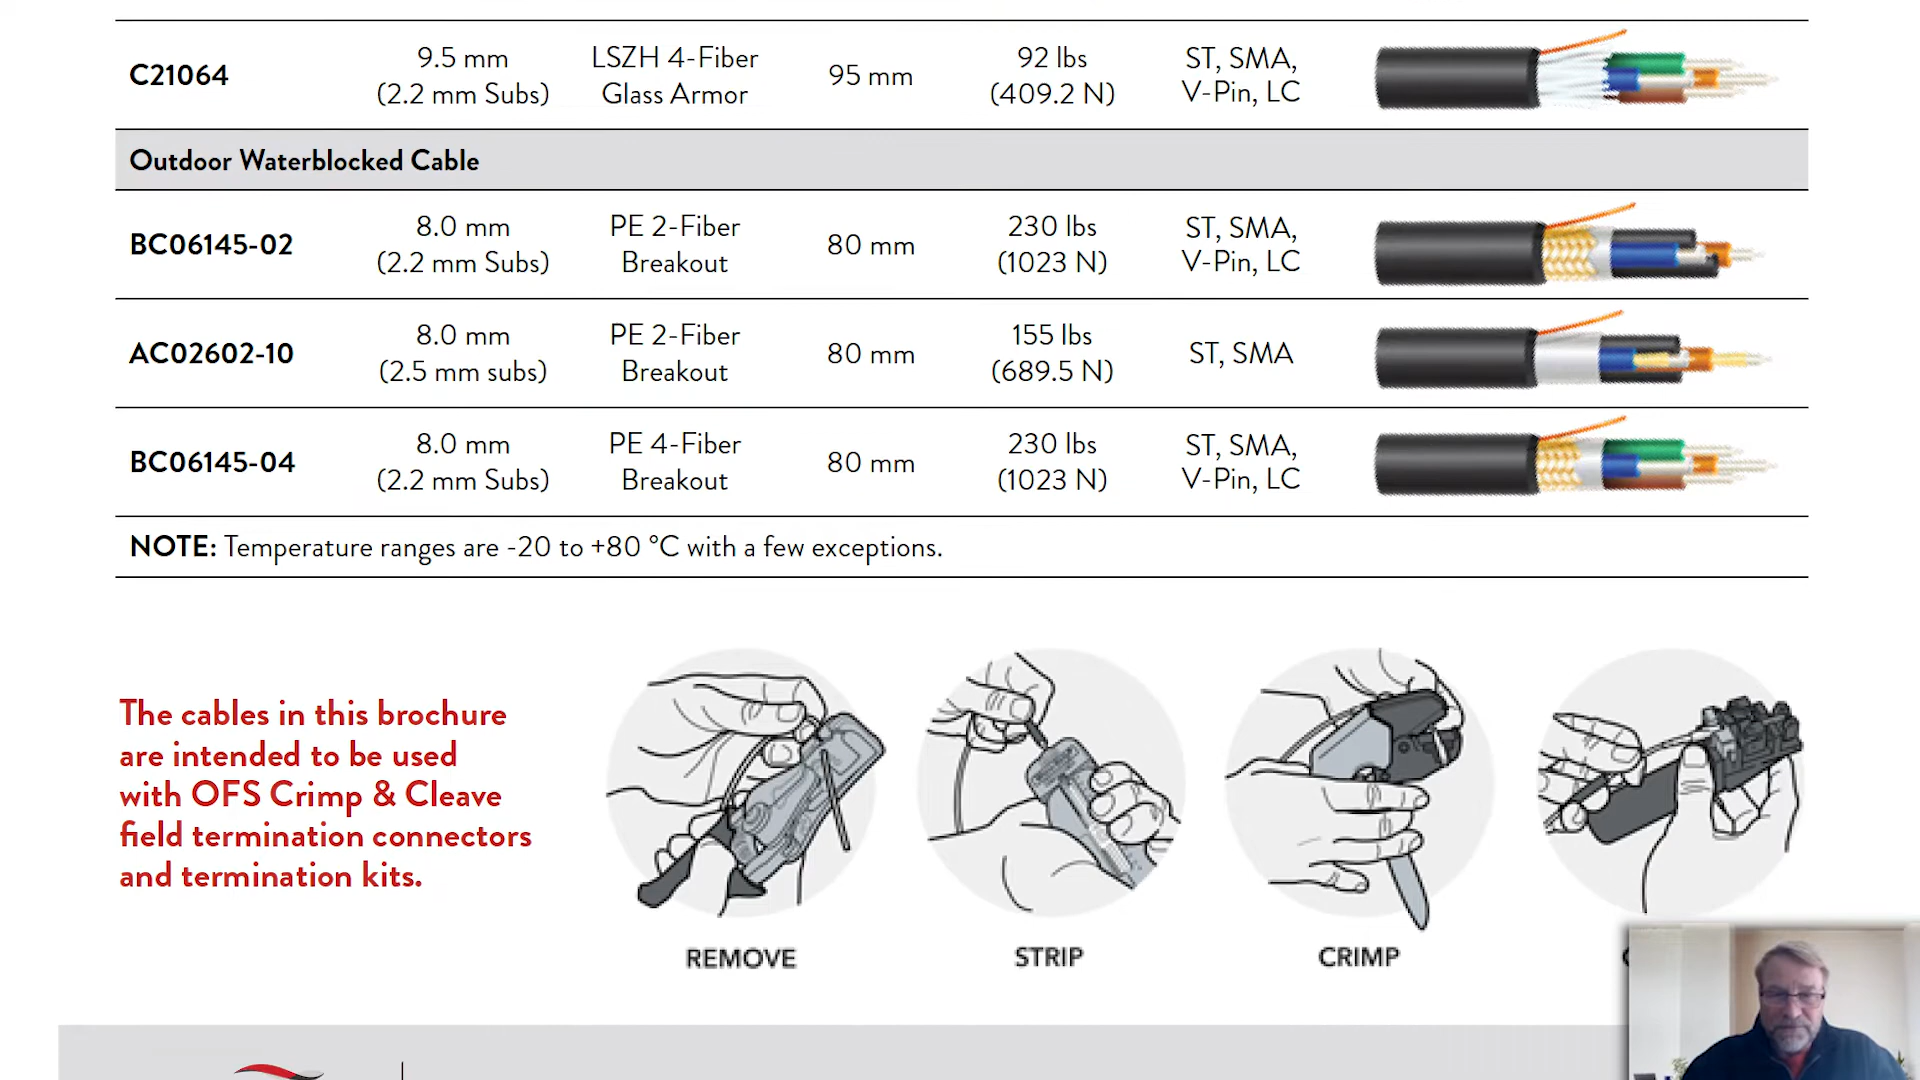 C21064
9.5 mm
(2.2 mm Subs)
LSZH 4-Fiber
Glass Armor
95 mm
92 lbs
(409.2 N)
ST, SMA,
V-Pin, LC
Outdoor Waterblocked Cable
BC06145-02
8.0 mm
(2.2 mm Subs)
PE 2-Fiber
Breakout
80 mm
230 lbs
(1023 N)
ST, SMA,
V-Pin, LC
AC02602-10
8.0 mm
(2.5 mm subs)
PE 2-Fiber
Breakout
80 mm
155 lbs
(689.5 N)
ST, SMA
BC06145-04
8.0 mm
(2.2 mm Subs)
PE 4-Fiber
Breakout
80 mm
230 lbs
(1023 N)
ST, SMA,
V-Pin, LC
NOTE: Temperature ranges are -20 to +80 °C with a few exceptions.
The cables in this brochure
are intended to be used
with OFS Crimp & Cleave
field termination connectors
and termination kits.
REMOVE
STRIP
CRIMP